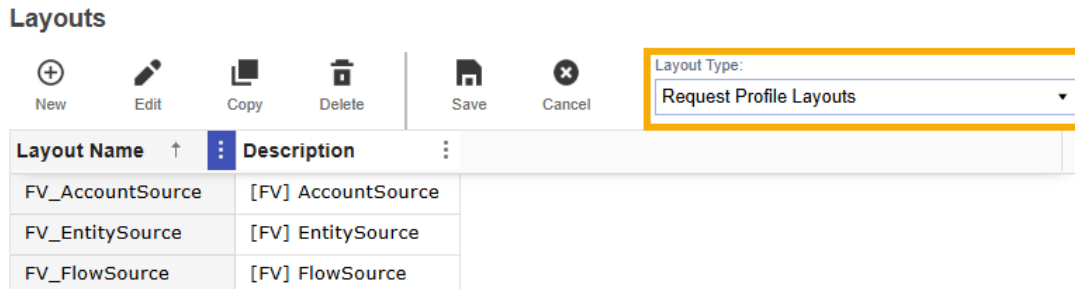 Layouts
New Edit Copy Delete Save Cancel
Layout Type:
Request Profile Layouts
Layout Name ↑ Description
FV_AccountSource [FV] AccountSource
FV_EntitySource [FV] EntitySource
FV_FlowSource [FV] FlowSource